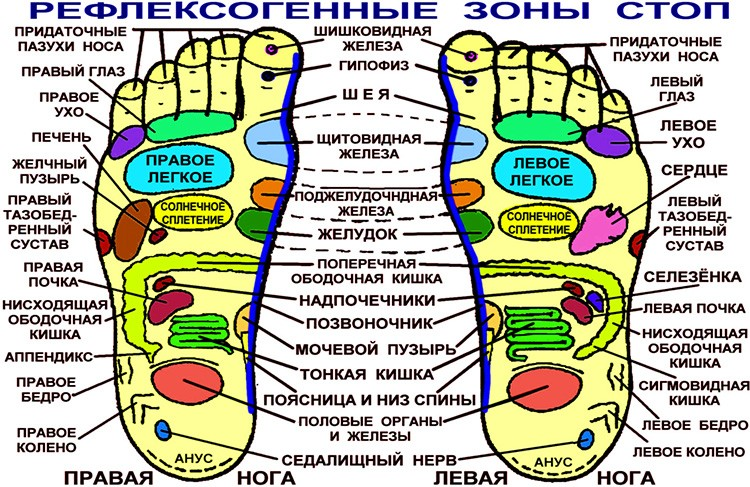 РЕФЛЕКСОГЕННЫЕ ЗОНЫ СТОП
ПРИДАТОЧНЫЕ
ПАЗУХИ НОСА
ПРАВЫЙ ГЛАЗ
ПРАВОЕ
УХО
ПЕЧЕНЬ
ЖЕЛЧНЫЙ
ПУЗЫРЬ
ПРАВЫЙ
ТАЗОБЕД-
РЕННЫЙ
СУСТАВ
ПРАВАЯ
ПОЧКА
НИСХОДЯЩАЯ
ОБОДОЧНАЯ
КИШКА
АППЕНДИКС
ПРАВОЕ
БЕДРО
ПРАВОЕ
КОЛЕНО
ПРАВОЕ
ЛЕГКОЕ
СОЛНЕЧНОЕ
СПЛЕТЕНИЕ
АНУС
ШИШКОВИДНАЯ
ЖЕЛЕЗА
ГИПОФИЗ
ШЕЯ
ЩИТОВИДНАЯ
ЖЕЛЕЗА
ПОДЖЕЛУДОЧНДНАЯ
ЖЕЛЕЗА
ЖЕЛУДОК
ПОПЕРЕЧНАЯ
ОБОДОЧНАЯ КИШКА
НАДПОЧЕЧНИКИ
ПОЗВОНОЧНИК
МОЧЕВОЙ ПУЗЫРЬ
ТОНКАЯ КИШКА
ПОЯСНИЦА И НИЗ СПИНЫ
ПОЛОВЫЕ ОРГАНЫ
И ЖЕЛЕЗЫ
СЕДАЛИЩНЫЙ НЕРВ
ЛЕВОЕ
ЛЕГКОЕ
СОЛНЕЧНОЕ
СПЛЕТЕНИЕ
АНУС
ПРИДАТОЧНЫЕ
ПАЗУХИ НОСА
ЛЕВЫЙ
ГЛАЗ
ЛЕВОЕ
УХО
СЕРДЦЕ
ЛЕВЫЙ
ТАЗОБЕД-
РЕННЫЙ
СУСТАВ
СЕЛЕЗЁНКА
ЛЕВАЯ ПОЧКА
НИСХОДЯЩАЯ
ОБОДОЧНАЯ
КИШКА
СИГМОВИДНАЯ
КИШКА
ЛЕВОЕ БЕДРО
ЛЕВОЕ КОЛЕНО
ПРАВАЯ НОГА
ЛЕВАЯ НОГА